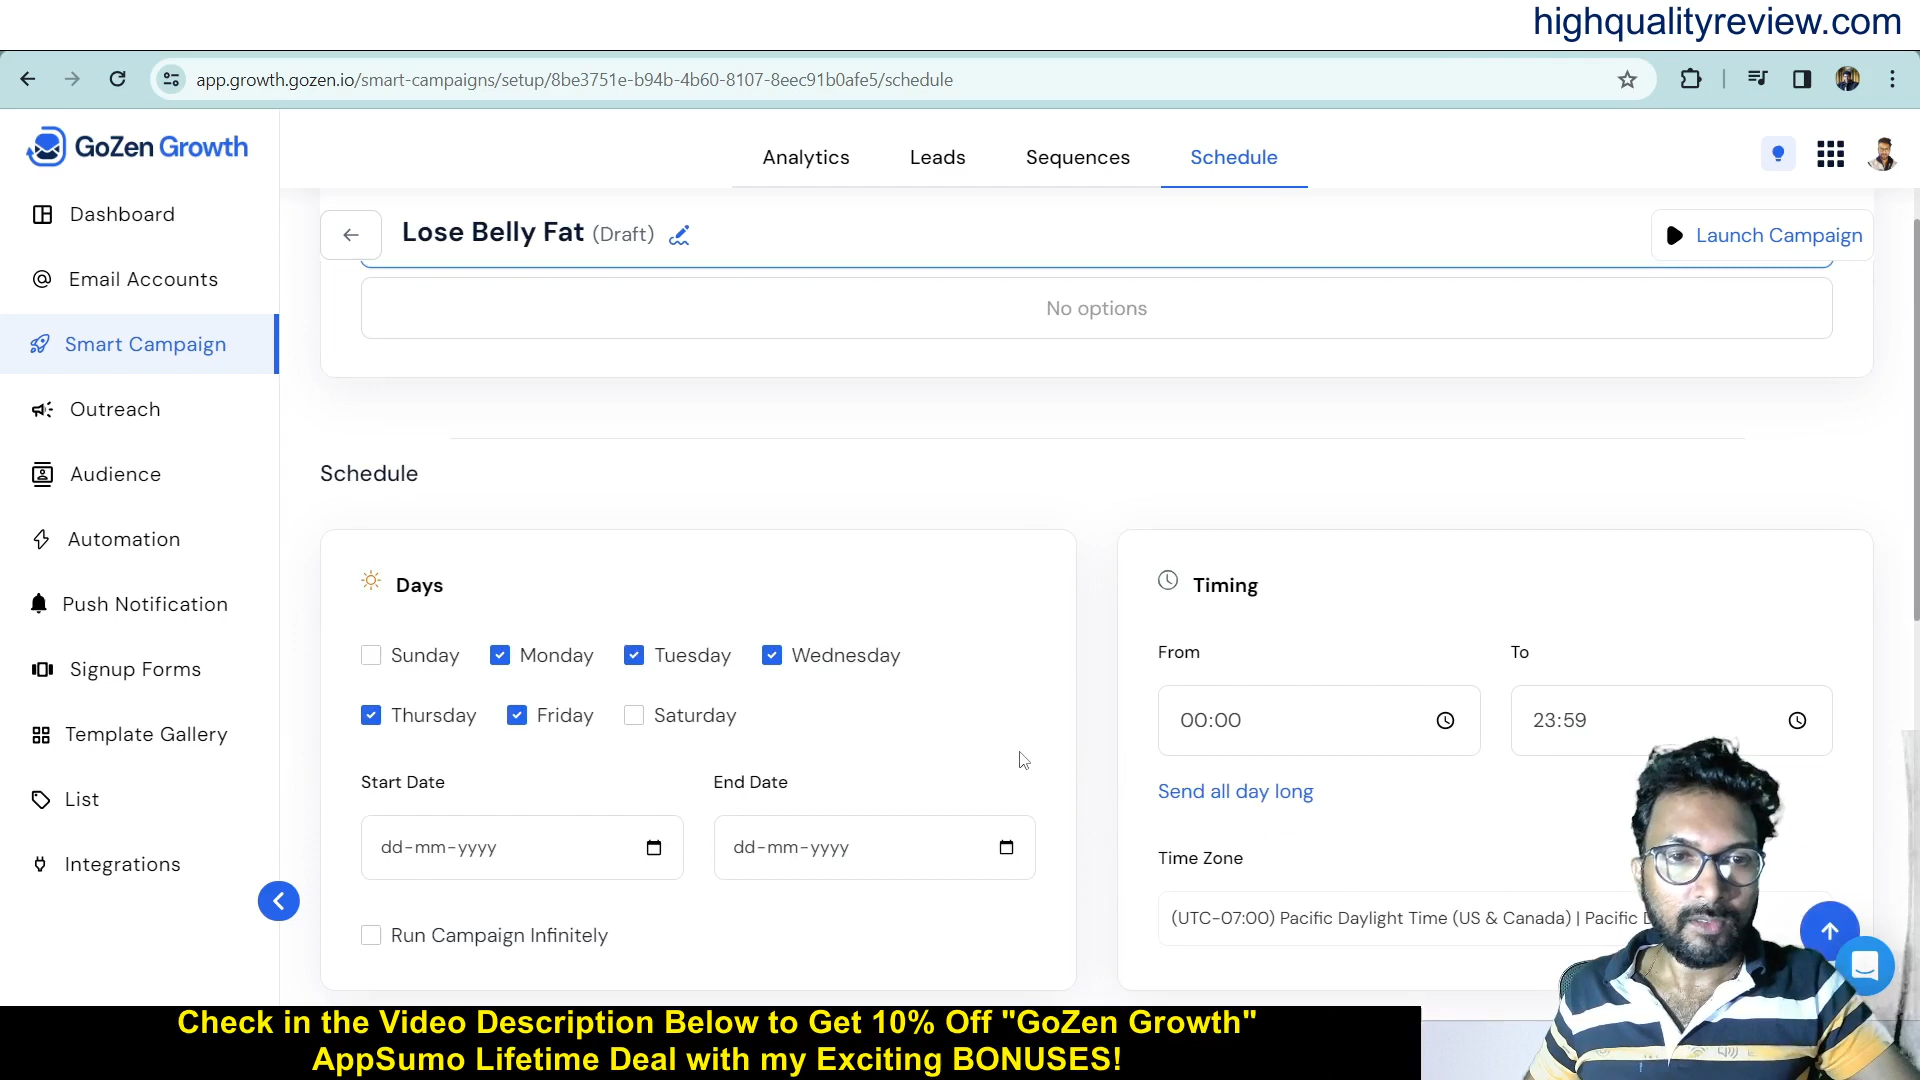 highqualityreview.com
app.growth.gozen.io/smart-campaigns/setup/8be3751e-b94b-4b60-8107-8eec91b0afe5/schedule
GoZen Growth
Analytics
Leads
Sequences
Schedule
Dashboard
Email Accounts
Smart Campaign
Outreach
Audience
Automation
Push Notification
Signup Forms
Template Gallery
List
Integrations
Lose Belly Fat (Draft)
Launch Campaign
No options
Schedule
Days
Sunday
Monday
Tuesday
Wednesday
Thursday
Friday
Saturday
Start Date
End Date
dd-mm-yyyy
dd-mm-yyyy
Run Campaign Infinitely
Timing
From
To
00:00
23:59
Send all day long
Time Zone
(UTC-07:00) Pacific Daylight Time (US & Canada) | Pacific
Check in the Video Description Below to Get 10% Off "GoZen Growth"
AppSumo Lifetime Deal with my Exciting BONUSES!